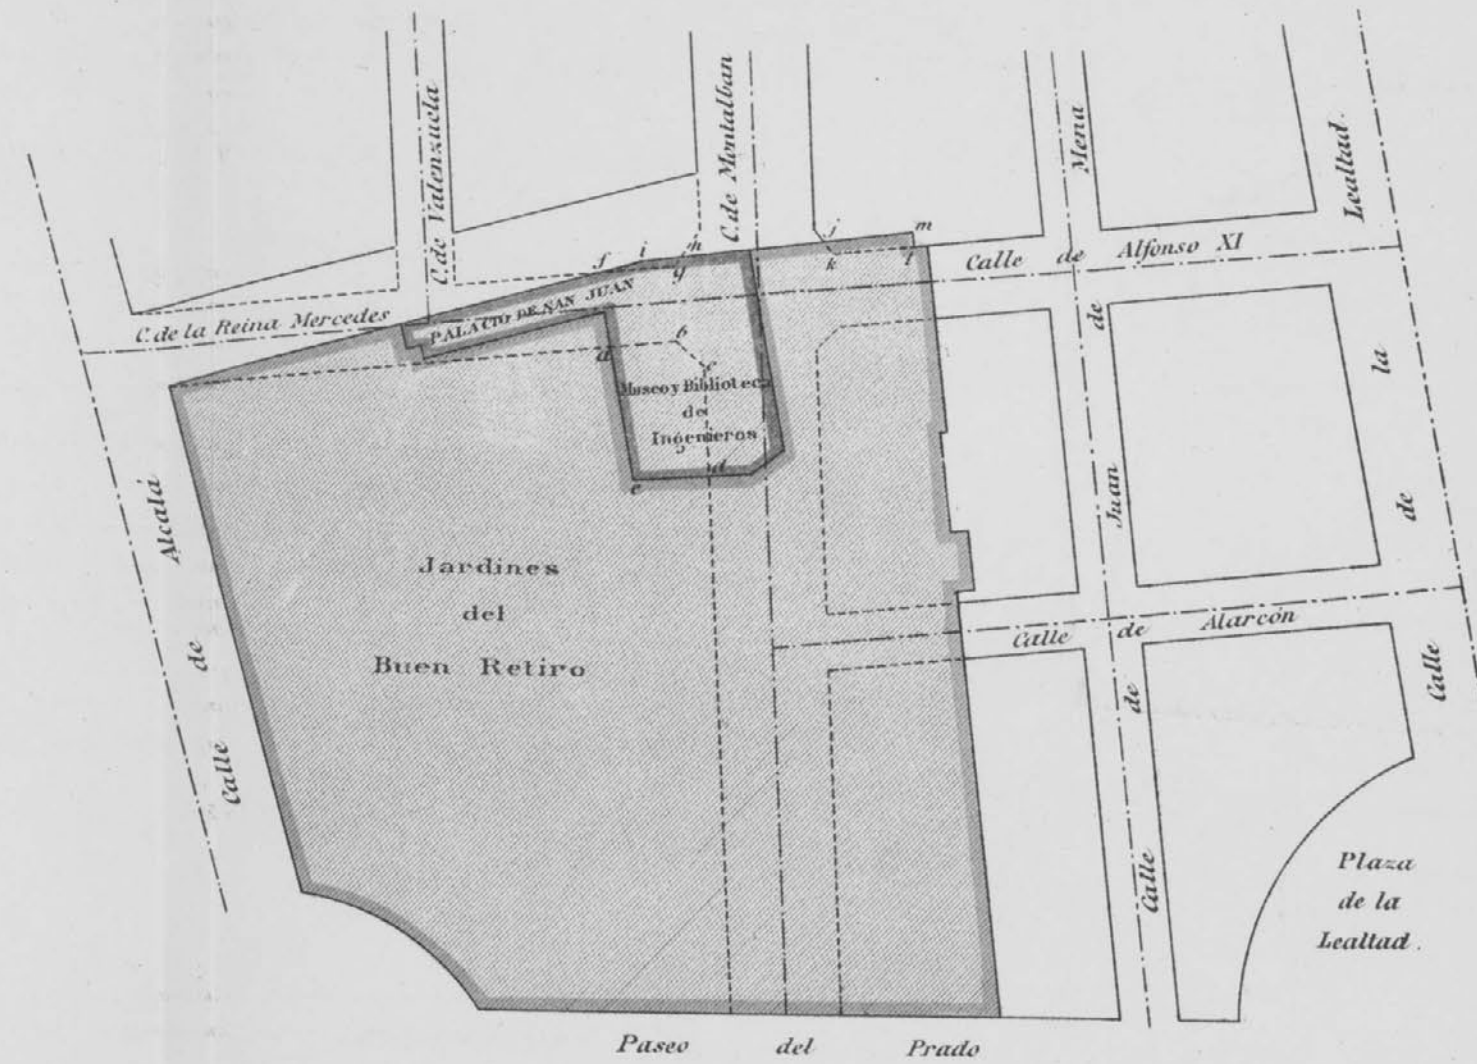 C. de Valenzuela
C. de Montalban
Calle de Juan de Mena
Calle de la Lealtad.
C. de la Reina Mercedes
PALACIO DE SAN JUAN
Calle de Alfonso XI
f i h
g
j
k
l
m
b
c
d
Museo y Biblioteca
de
Ingenieros
e
d
Calle de Alcalá
Jardines
del
Buen Retiro
Calle de Alarcón
Plaza
de la
Lealtad.
Paseo del Prado